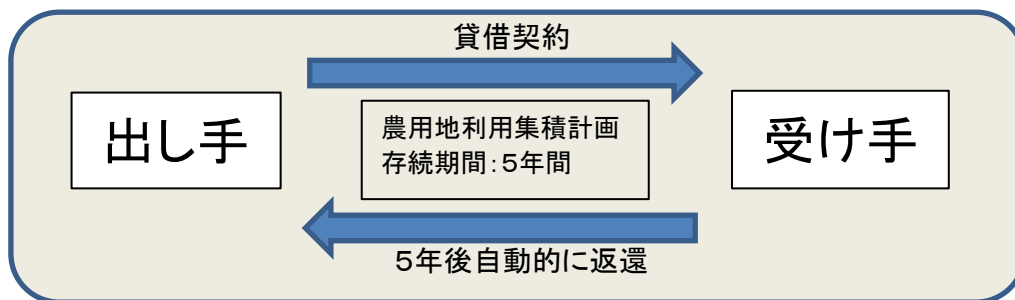 貸借契約
出し手
農用地利用集積計画
存続期間：５年間
受け手
５年後自動的に返還